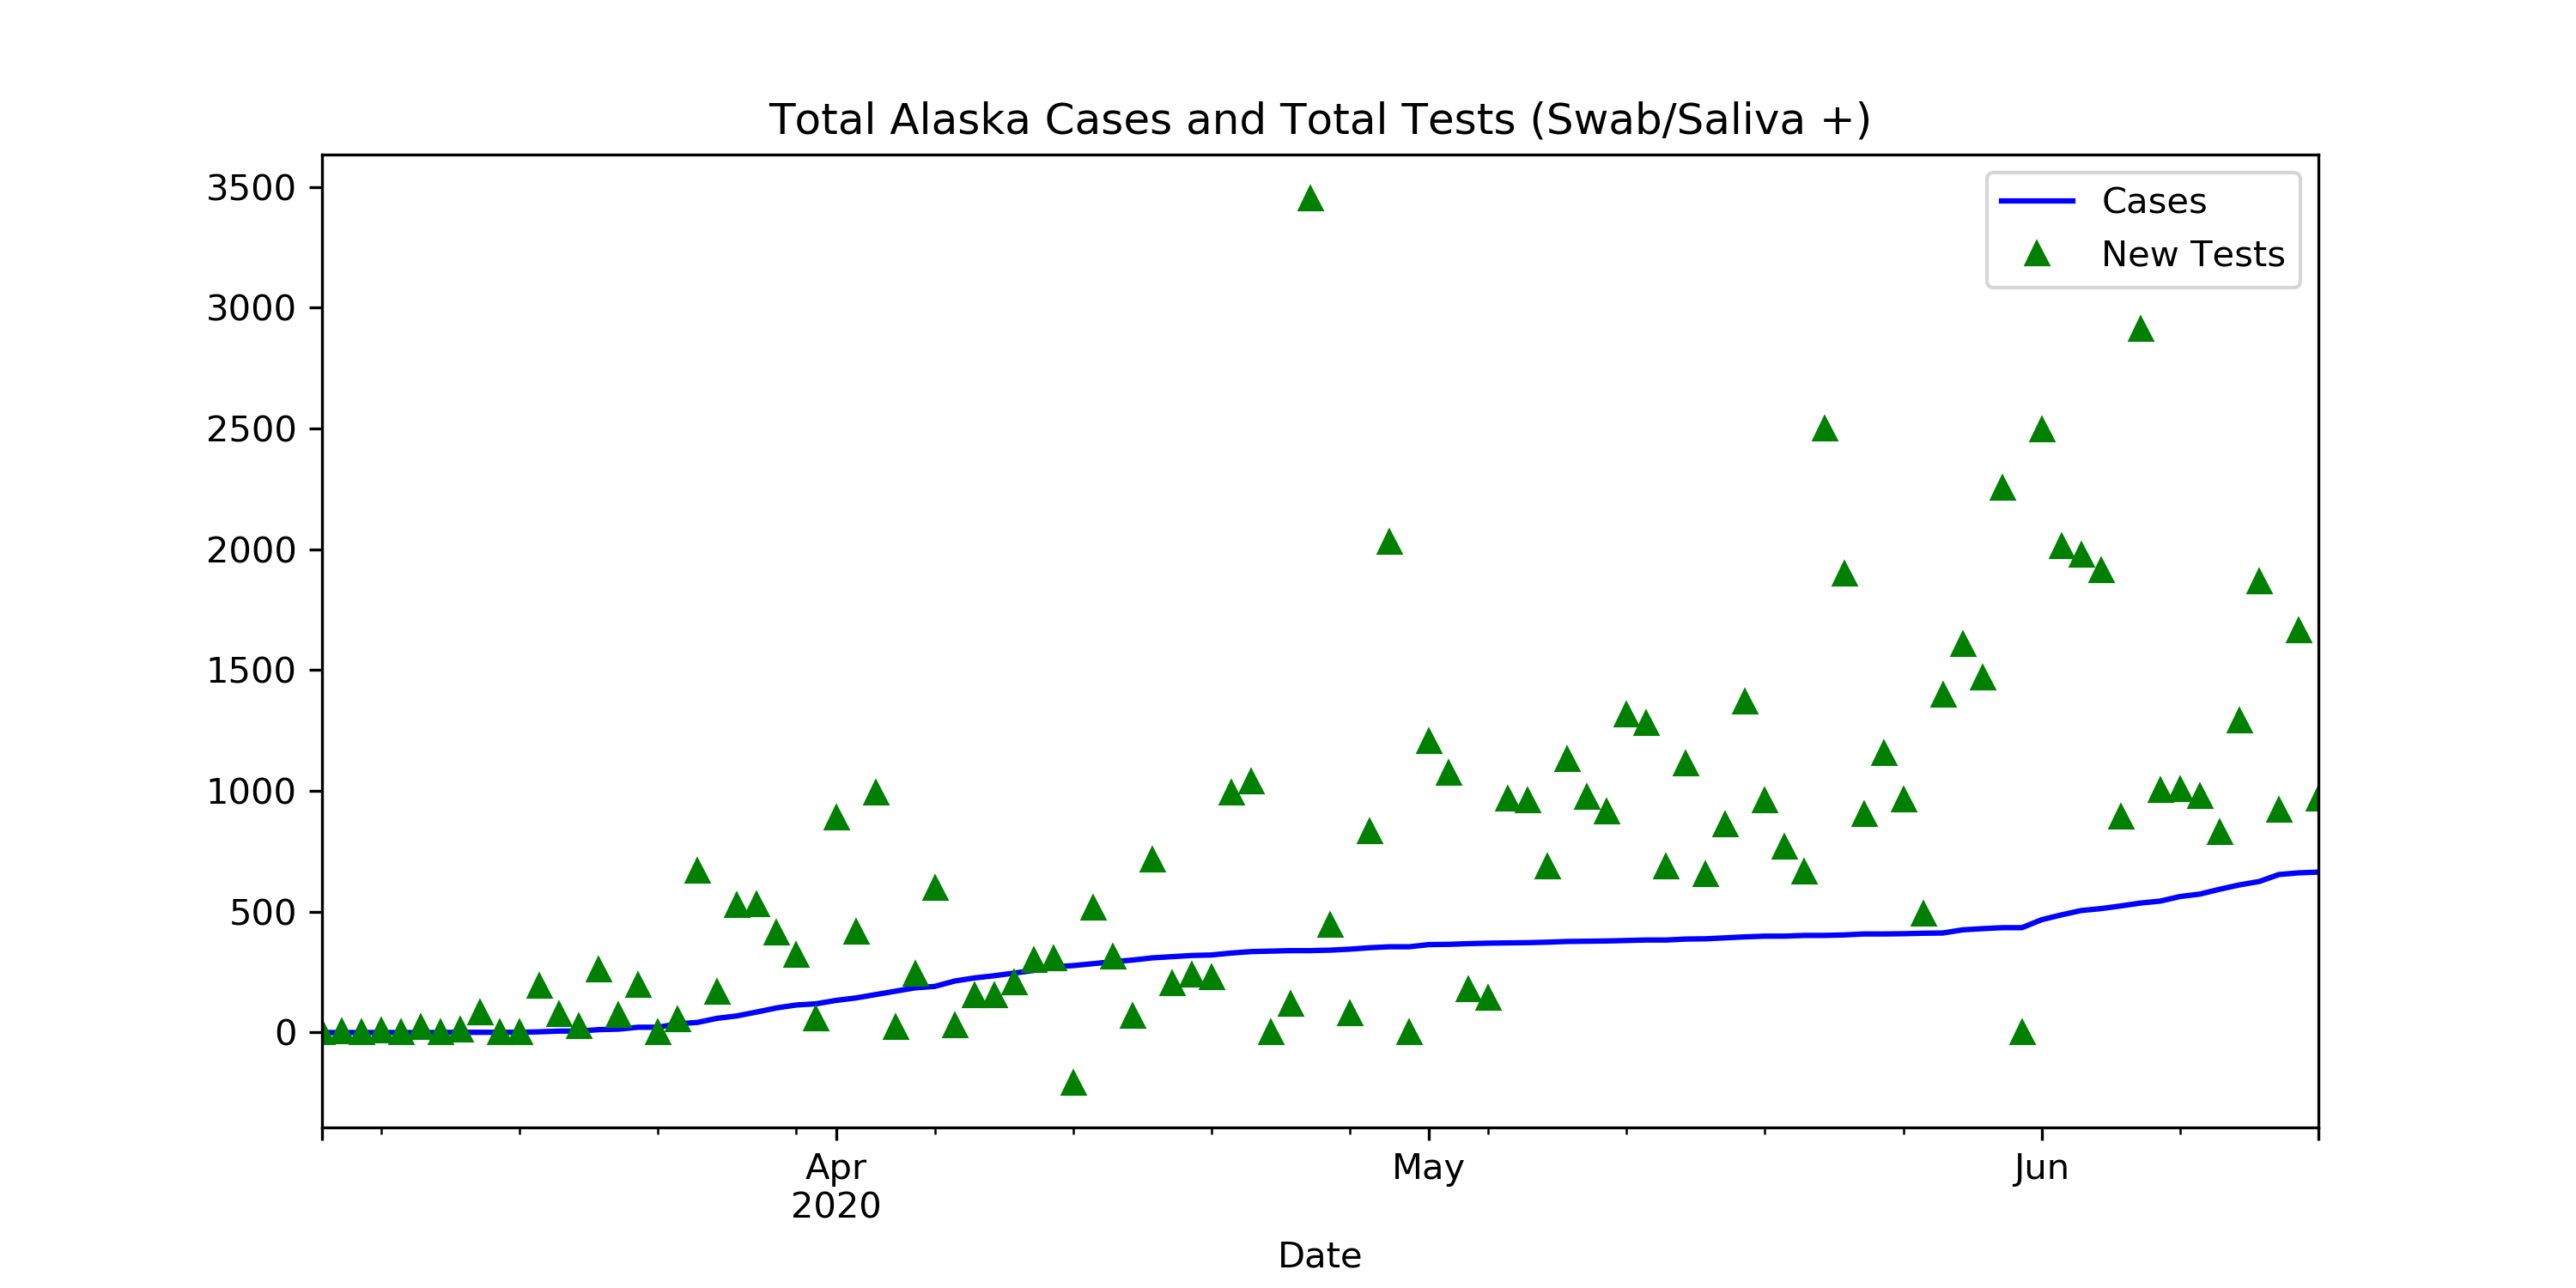 Total Alaska Cases and Total Tests (Swab/Saliva +)
Cases
New Tests
3500
3000
2500
2000
1500
1000
500
0
Apr
2020
May
Jun
Date